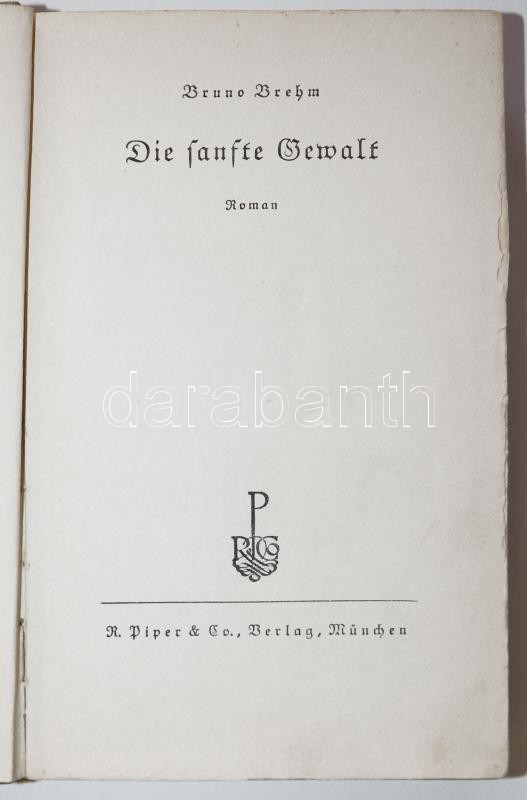 Bruno Brehm
Die sanfte Gewalt
Roman
darabanth
P
R. Piper & Co., Verlag, München